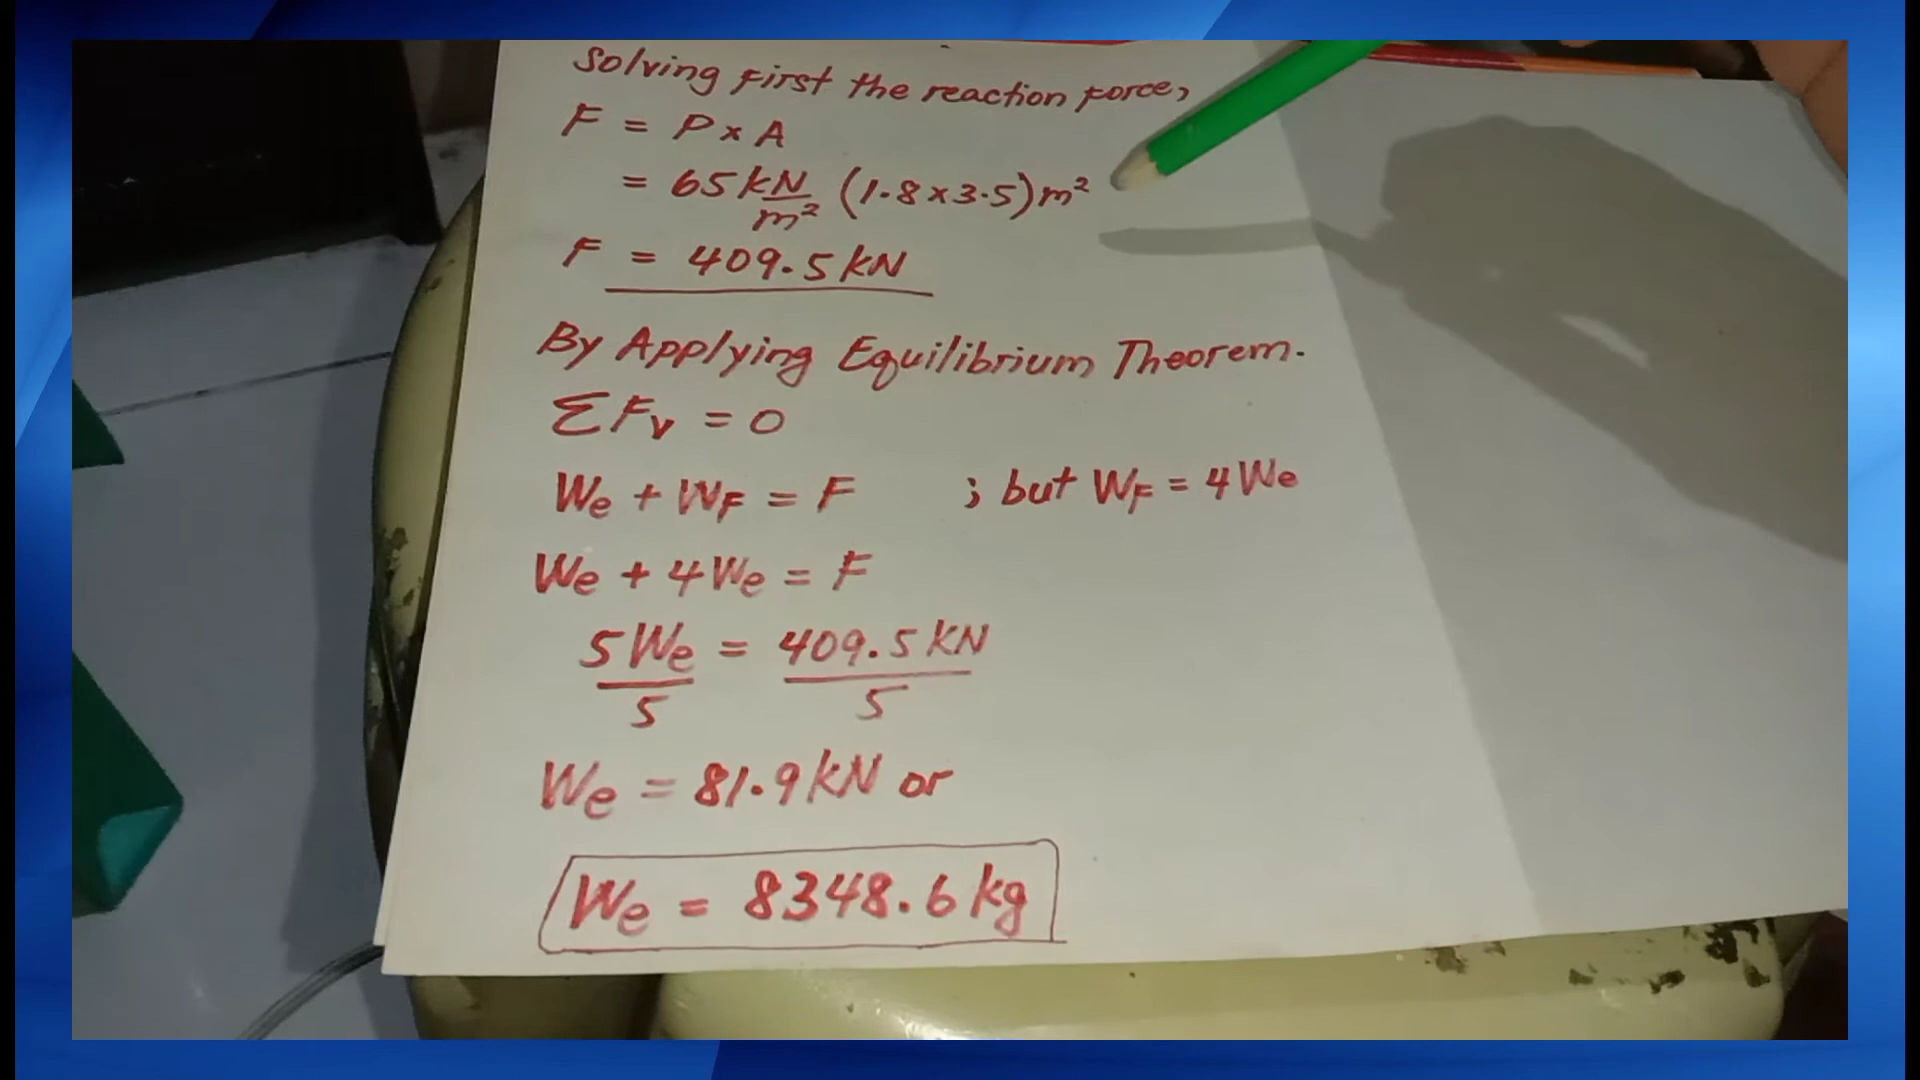 Solving First the reaction Force,
F = P x A
= 65 kN/m² (1.8 x 3.5) m²
F = 409.5 kN
By Applying Equilibrium Theorem.
ΣFv = 0
We + WF = F ; but WF = 4We
We + 4We = F
5We/5 = 409.5 kN/5
We = 81.9 kN or
We = 8348.6 kg